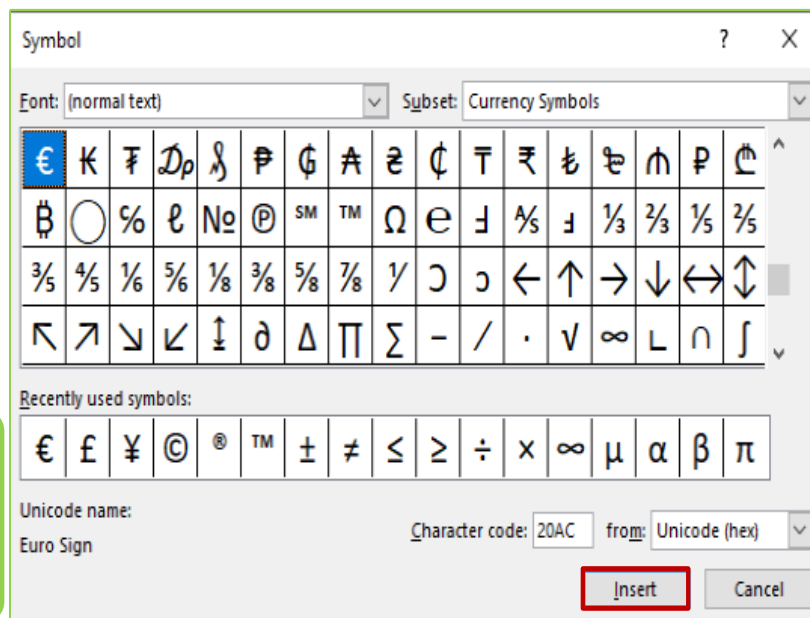 Symbol ? X
Font: (normal text) Subset: Currency Symbols
€ ₭ ₮ ₯ ₰ ₱ ₲ ₳ ₴ ₵ ₸ ₹ ₺ ₻ ₼ ₽ ₾
₿ ⃝ ℅ ℓ № ℗ ℠ ™ Ω ℮ Ⅎ ⅍ ⅎ ⅓ ⅔ ⅕ ⅖
⅗ ⅘ ⅙ ⅚ ⅛ ⅜ ⅝ ⅞ ⅟ Ↄ ↄ ← ↑ → ↓ ↔ ↕
↖ ↗ ↘ ↙ ↨ ∂ ∆ ∏ ∑ − ∕ ∙ √ ∞ ∟ ∩ ∫
Recently used symbols:
€ £ ¥ © ® ™ ± ≠ ≤ ≥ ÷ × ∞ µ α β π
Unicode name:
Euro Sign
Character code: 20AC from: Unicode (hex)
Insert Cancel